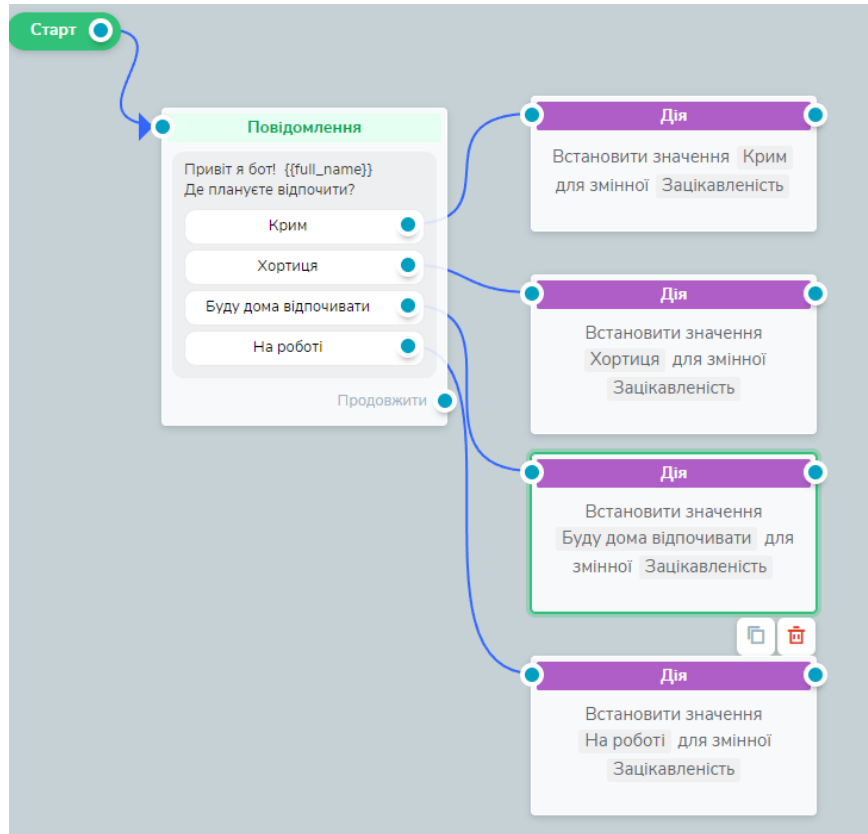 Старт
Повідомлення
Привіт я бот! {{full_name}}
Де плануєте відпочити?
Крим
Хортиця
Буду дома відпочивати
На роботі
Продовжити
Дія
Встановити значення Крим
для змінної Зацікавленість
Дія
Встановити значення
Хортиця для змінної
Зацікавленість
Дія
Встановити значення
Буду дома відпочивати для
змінної Зацікавленість
Дія
Встановити значення
На роботі для змінної
Зацікавленість